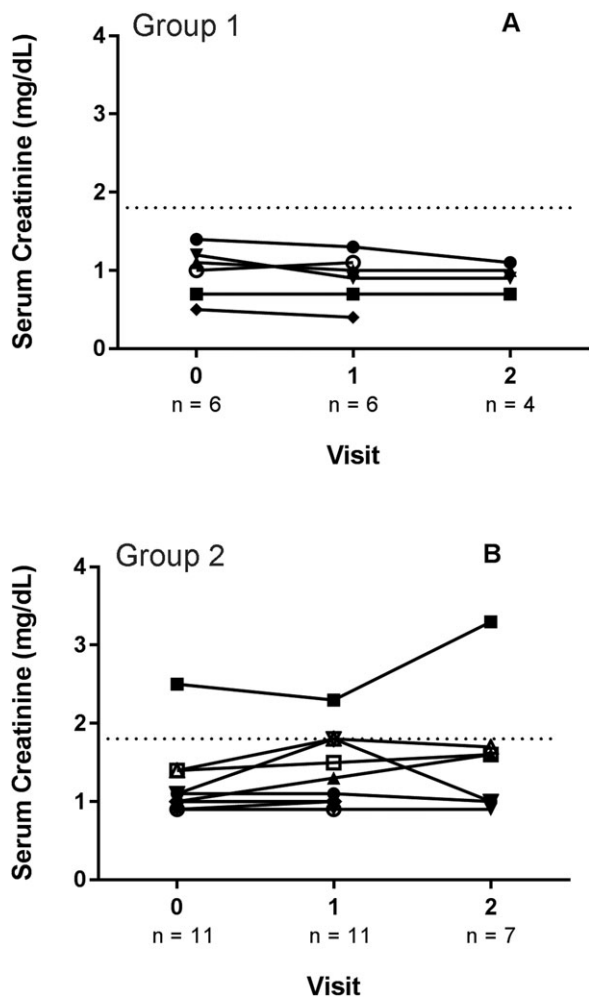 Group 1
A
Serum Creatinine (mg/dL)
4
3
2
1
0
0 1 2
n = 6 n = 6 n = 4
Visit
Group 2
B
Serum Creatinine (mg/dL)
4
3
2
1
0
0 1 2
n = 11 n = 11 n = 7
Visit